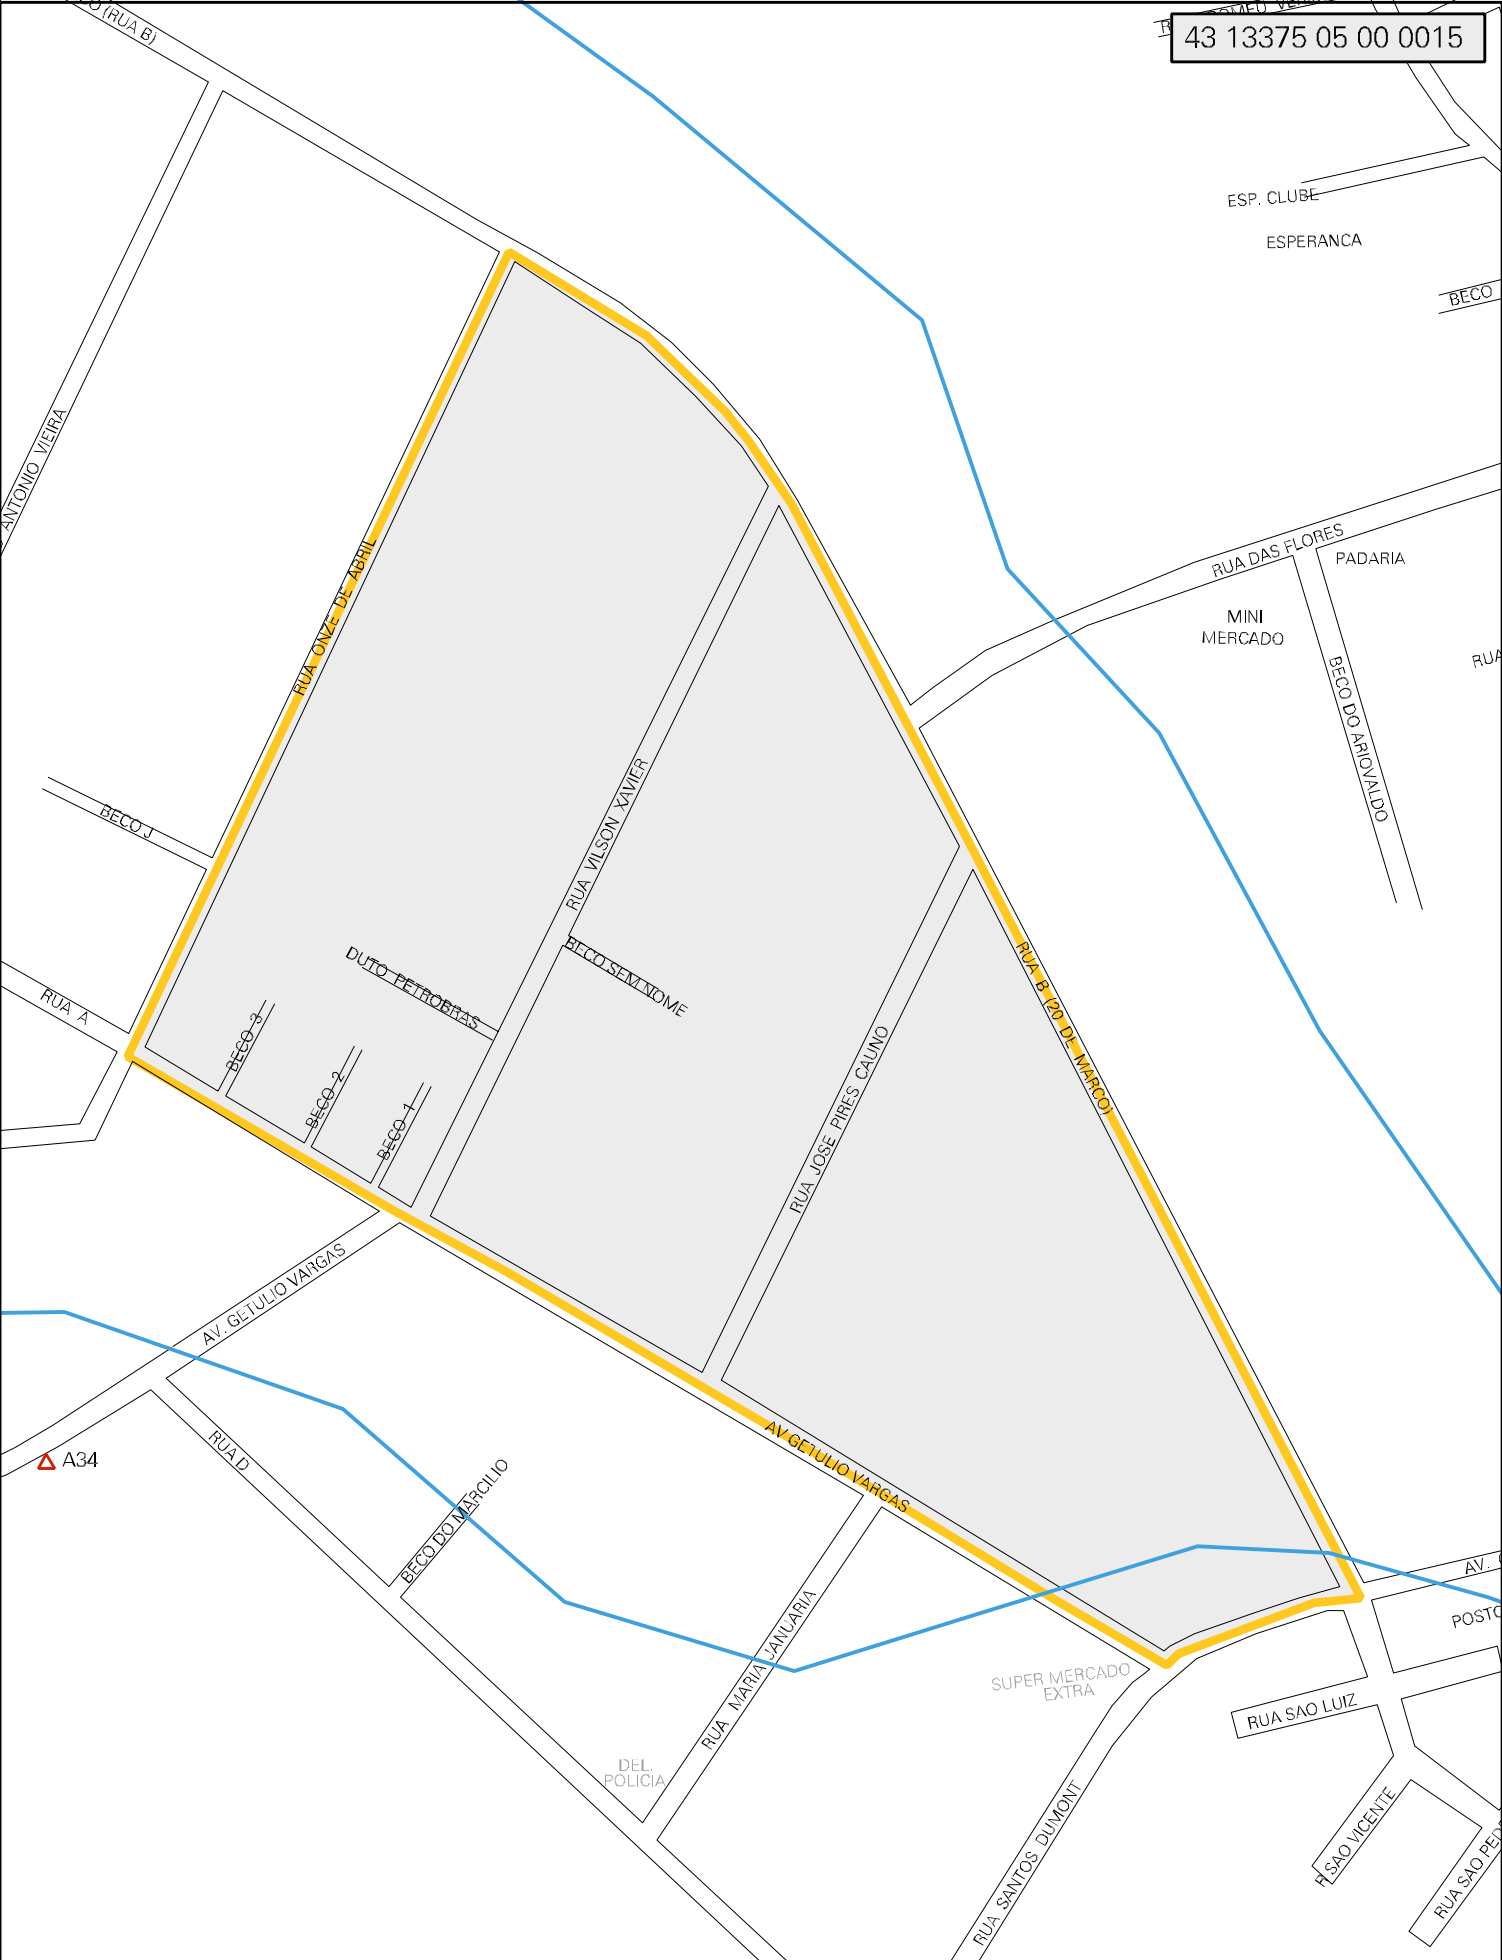 (RUA B)
43 13375 05 00 0015
ESP. CLUBE
ESPERANCA
BECO
ANTONIO VIEIRA
RUA ONZE DE ABRIL
RUA DAS FLORES
PADARIA
MINI
MERCADO
RUA
BECO DO ARIOVALDO
BECO J
RUA VILSON XAVIER
BECO SEM NOME
DUTO PETROBRAS
RUA A
BECO 3
BECO 2
BECO 1
RUA JOSE PIRES CAUNO
RUA B (20 DE MARCO)
AV. GETULIO VARGAS
AV GETULIO VARGAS
A34
RUA D
BECO DO MARCILIO
RUA MARIA JANUARIA
SUPER MERCADO
EXTRA
DEL.
POLICIA
AV.
POSTO
RUA SAO LUIZ
R SAO VICENTE
RUA SAO PED
RUA SANTOS DUMONT